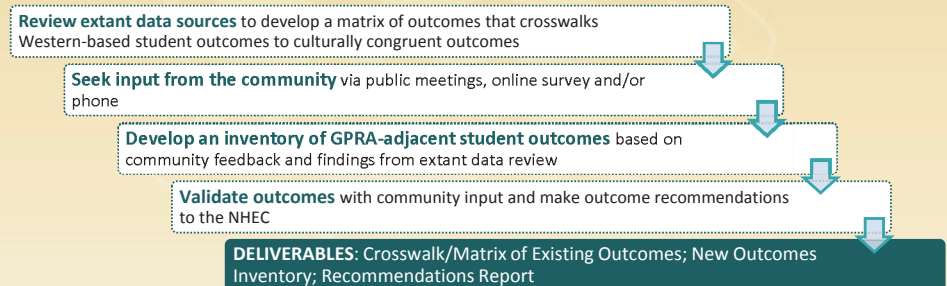 Review extant data sources to develop a matrix of outcomes that crosswalks
Western-based student outcomes to culturally congruent outcomes
Seek input from the community via public meetings, online survey and/or
phone
Develop an inventory of GPRA-adjacent student outcomes based on
community feedback and findings from extant data review
Validate outcomes with community input and make outcome recommendations
to the NHEC
DELIVERABLES: Crosswalk/Matrix of Existing Outcomes; New Outcomes
Inventory; Recommendations Report